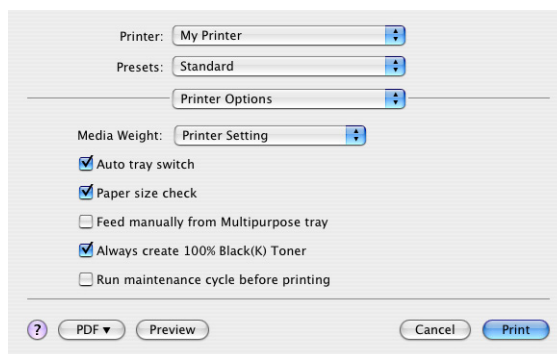 Printer: My Printer
Presets: Standard
Printer Options
Media Weight: Printer Setting
Auto tray switch
Paper size check
Feed manually from Multipurpose tray
Always create 100% Black(K) Toner
Run maintenance cycle before printing
? PDF ▼ Preview Cancel Print